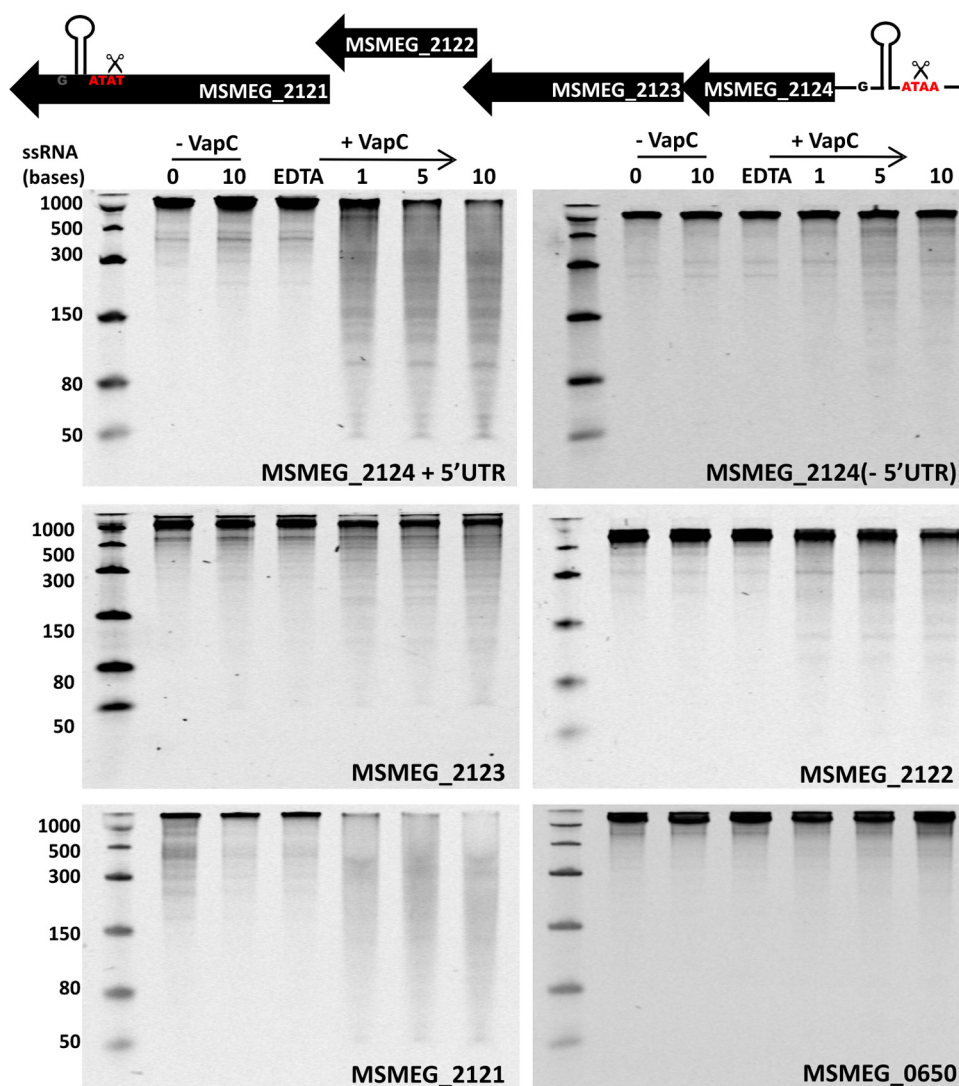 MSMEG_2122
G ATAT MSMEG_2121 MSMEG_2123 MSMEG_2124 G ATAA
ssRNA (bases)
- VapC + VapC
0 10 EDTA 1 5 10
- VapC + VapC
0 10 EDTA 1 5 10
1000
500
300
150
80
50
MSMEG_2124 + 5'UTR
MSMEG_2124(- 5'UTR)
1000
500
300
150
80
50
MSMEG_2123
MSMEG_2122
1000
500
300
150
80
50
MSMEG_2121
MSMEG_0650